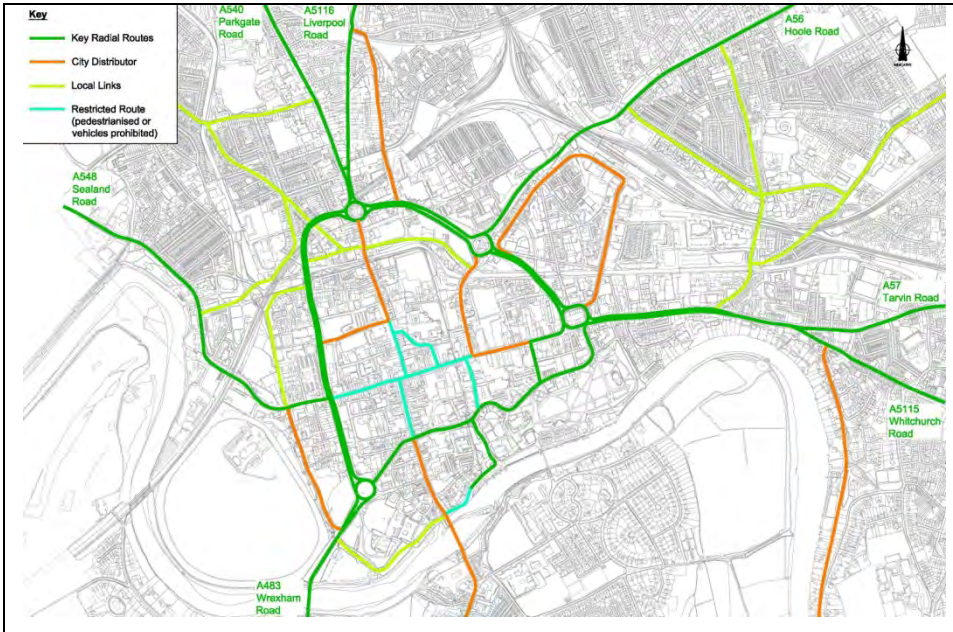 Key
Key Radial Routes
City Distributor
Local Links
Restricted Route
(pedestrianised or
vehicles prohibited)
A540
Parkgate
Road
A5116
Liverpool
Road
A56
Hoole Road
A548
Sealand
Road
A57
Tarvin Road
A5115
Whitchurch
Road
A483
Wrexham
Road